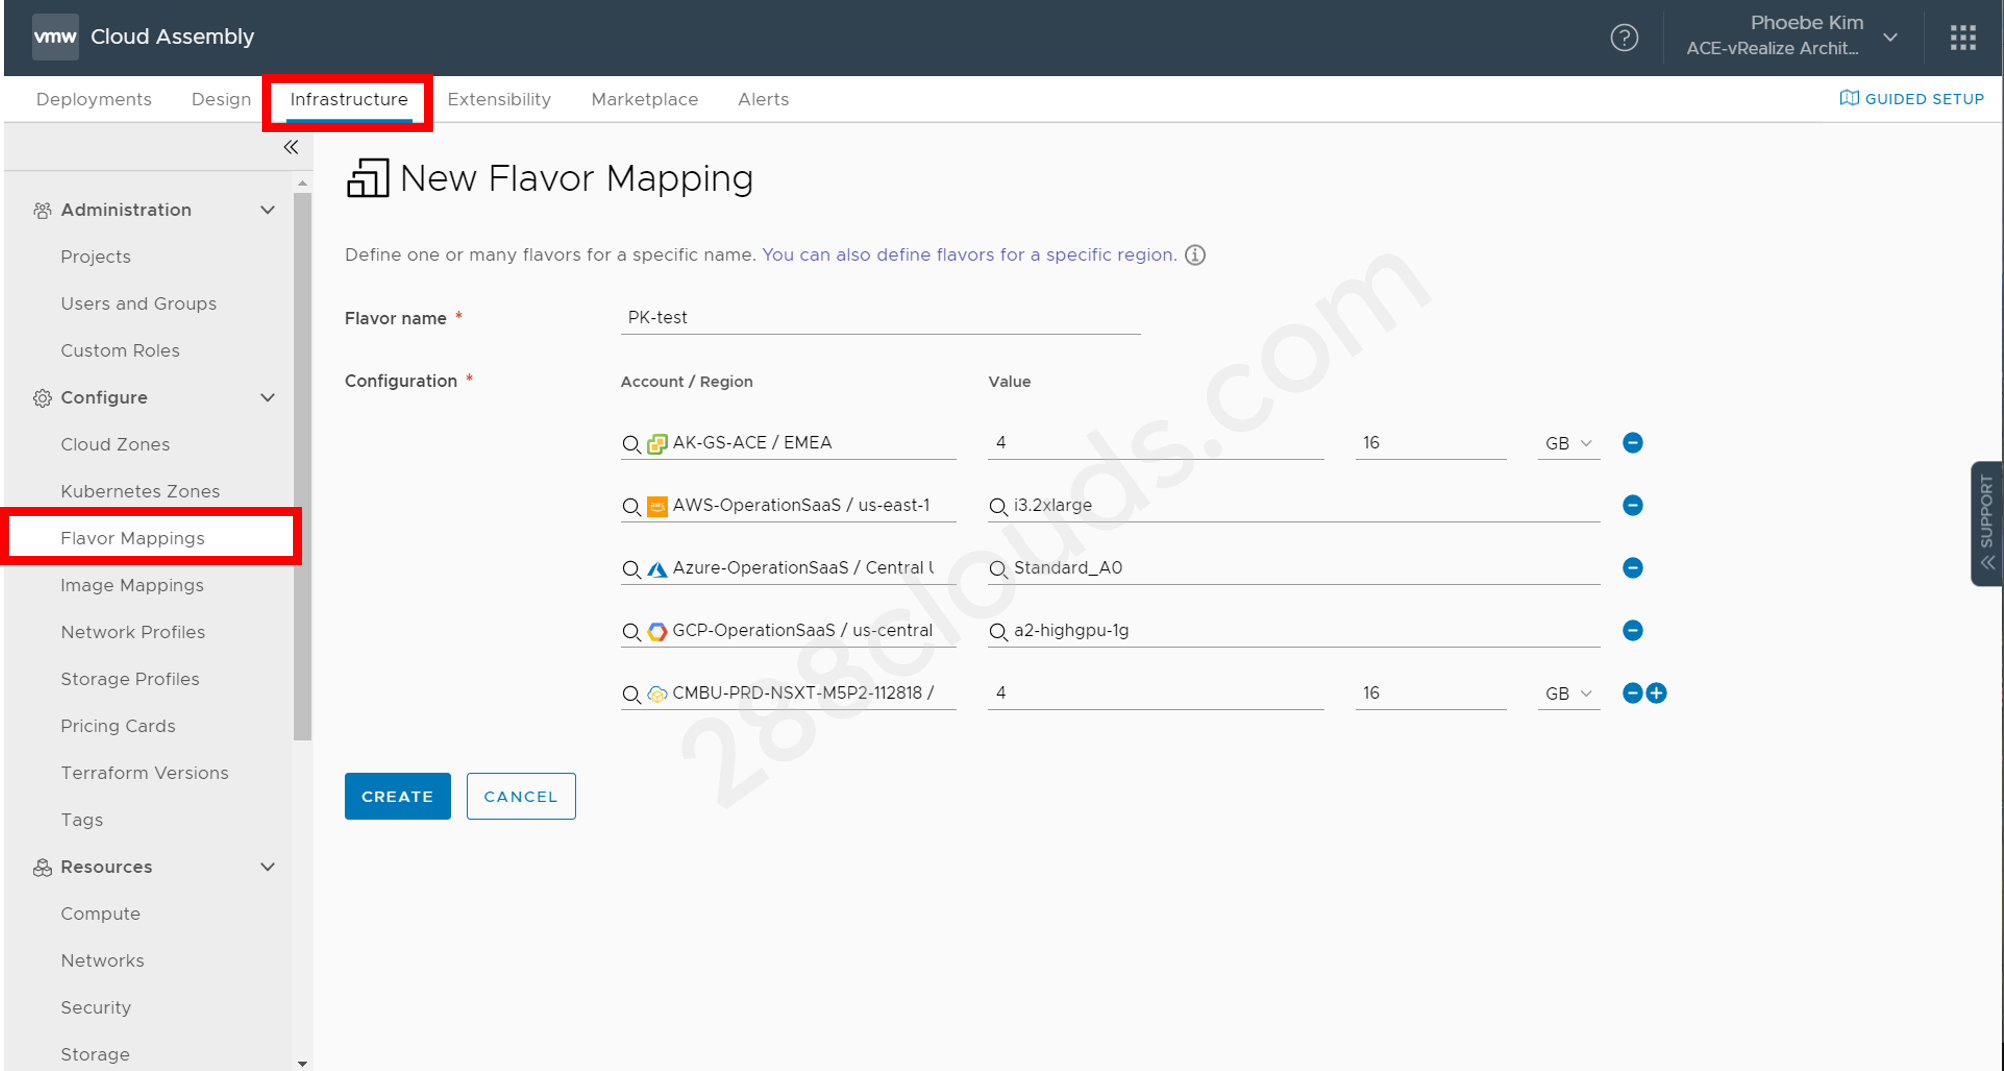 vmw Cloud Assembly
Phoebe Kim
ACE-vRealize Archit...
Deployments Design Infrastructure Extensibility Marketplace Alerts GUIDED SETUP
New Flavor Mapping
Administration
Projects
Users and Groups
Custom Roles
Configure
Cloud Zones
Kubernetes Zones
Flavor Mappings
Image Mappings
Network Profiles
Storage Profiles
Pricing Cards
Terraform Versions
Tags
Resources
Compute
Networks
Security
Storage
Define one or many flavors for a specific name. You can also define flavors for a specific region.
Flavor name * PK-test
Configuration * Account / Region Value
AK-GS-ACE / EMEA 4 16 GB
aws AWS-OperationSaaS / us-east-1 i3.2xlarge
Azure-OperationSaaS / Central Standard_A0
GCP-OperationSaaS / us-central a2-highgpu-1g
CMBU-PRD-NSXT-M5P2-112818 / 4 16 GB
CREATE CANCEL
SUPPORT
288clouds.com